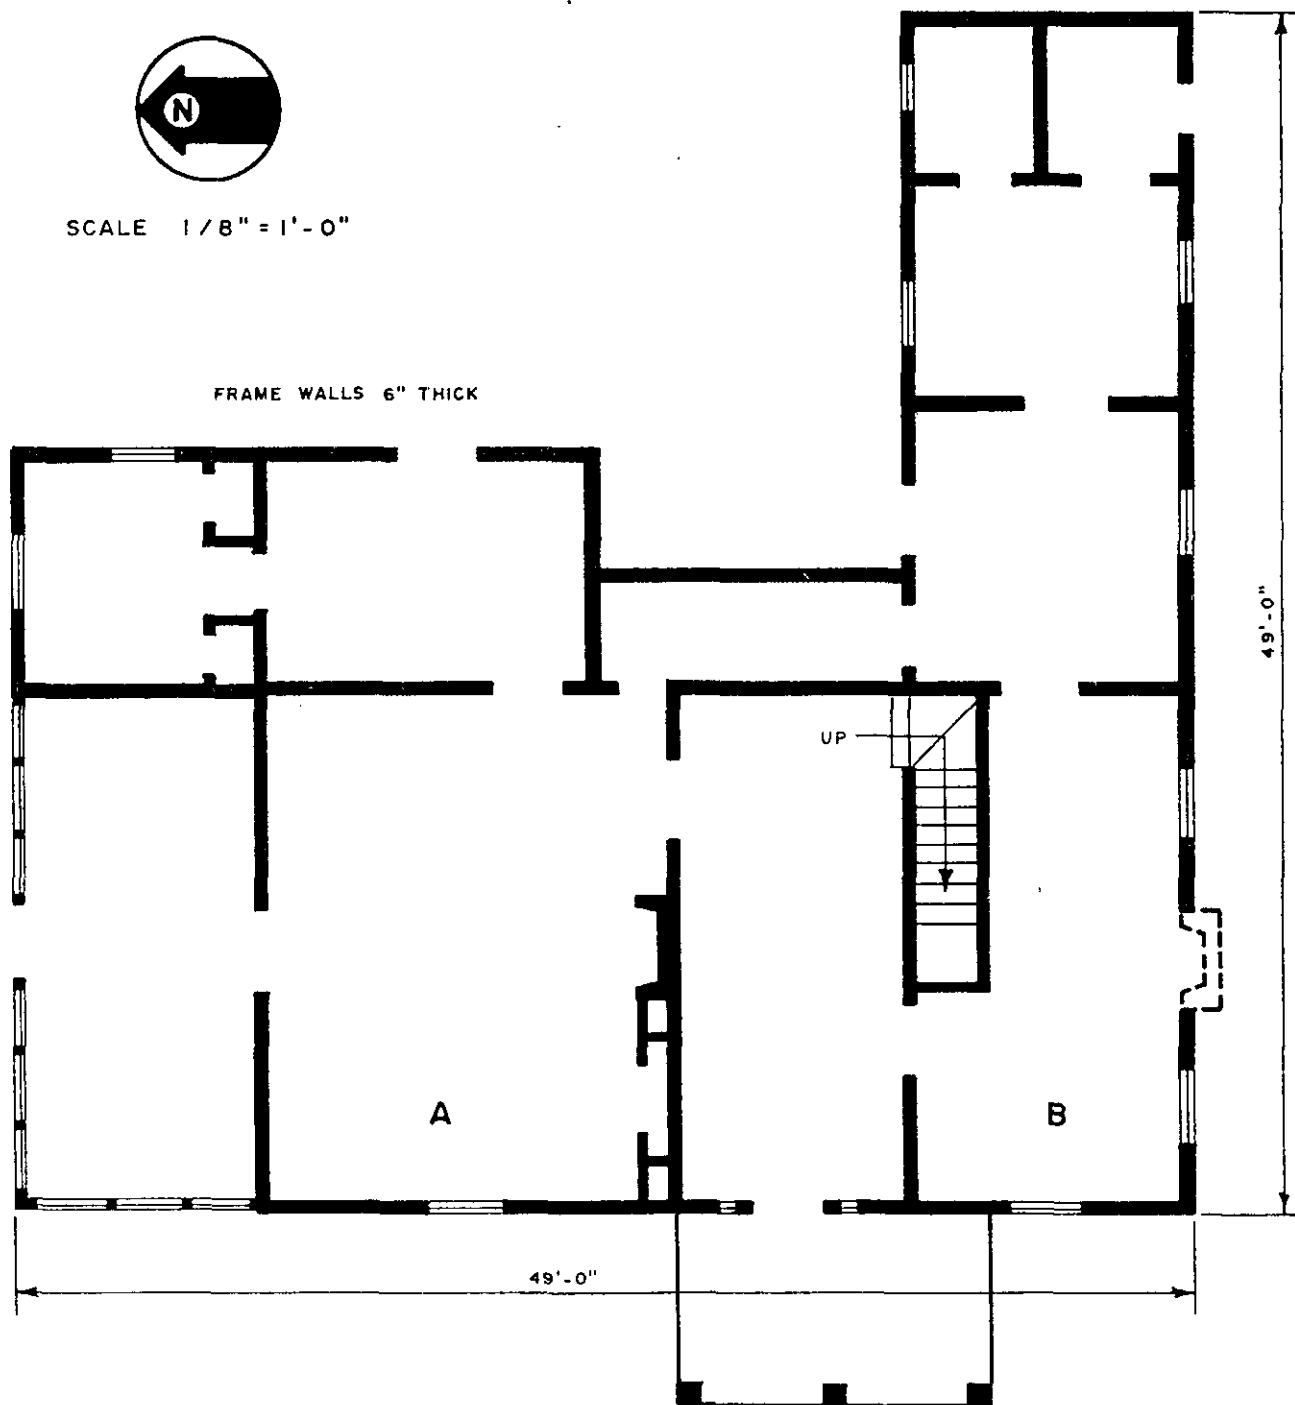 N
SCALE 1/8" = 1'-0"
FRAME WALLS 6" THICK
49'-0"
UP
A
B
49'-0"